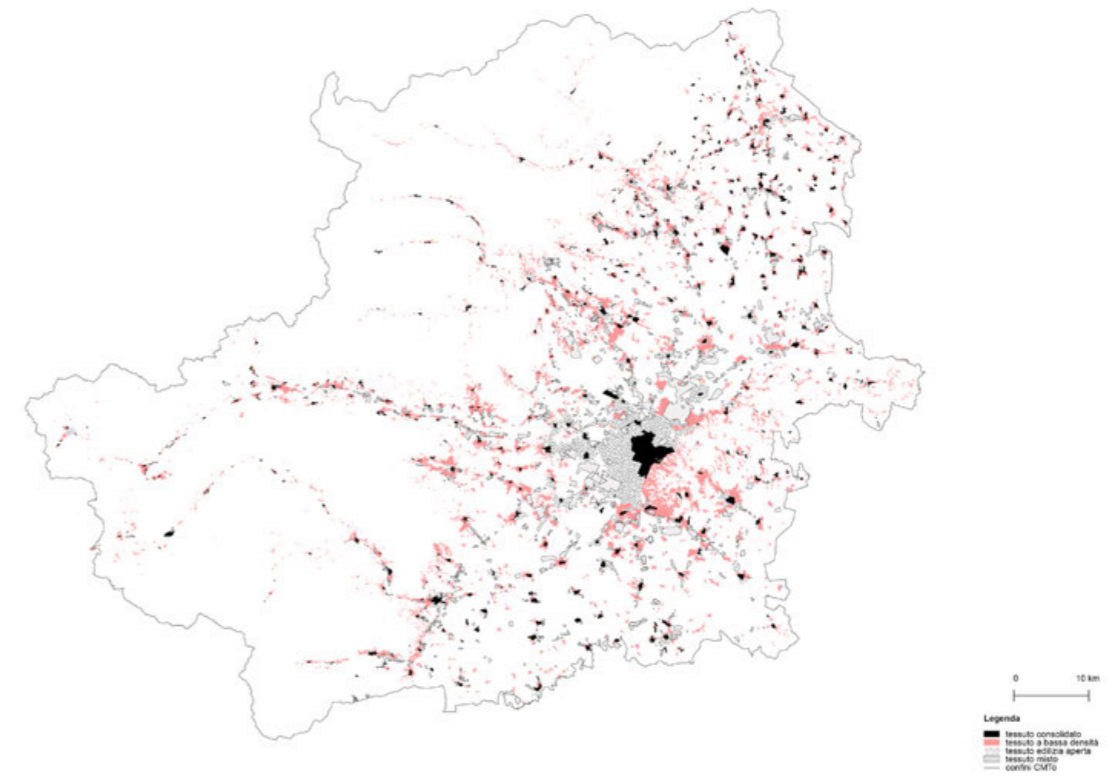 0 10 km
Legenda
tessuto consolidato
tessuto a bassa densità
tessuto edilizia aperta
tessuto misto
confini CMTo